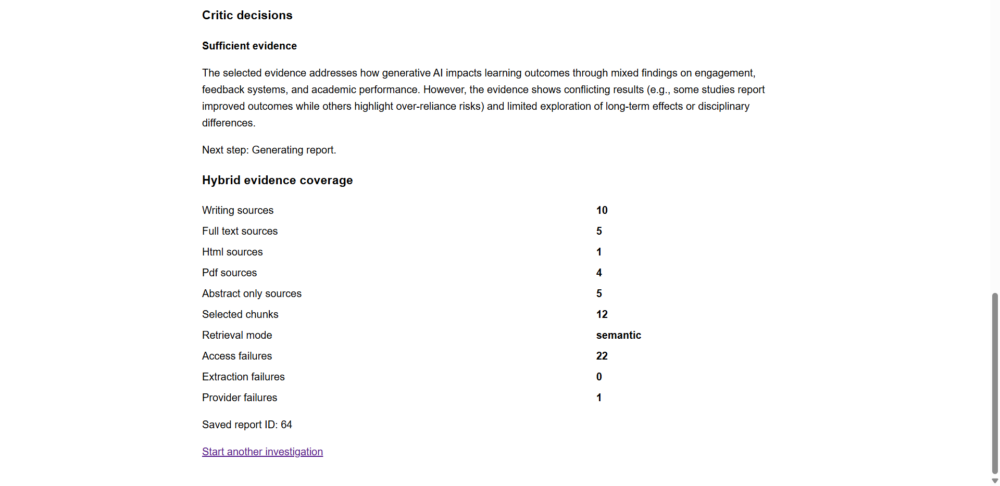 Critic decisions
Sufficient evidence
The selected evidence addresses how generative AI impacts learning outcomes through mixed findings on engagement,
feedback systems, and academic performance. However, the evidence shows conflicting results (e.g., some studies report
improved outcomes while others highlight over-reliance risks) and limited exploration of long-term effects or disciplinary
differences.
Next step: Generating report.
Hybrid evidence coverage
Writing sources 10
Full text sources 5
Html sources 1
Pdf sources 4
Abstract only sources 5
Selected chunks 12
Retrieval mode semantic
Access failures 22
Extraction failures 0
Provider failures 1
Saved report ID: 64
Start another investigation